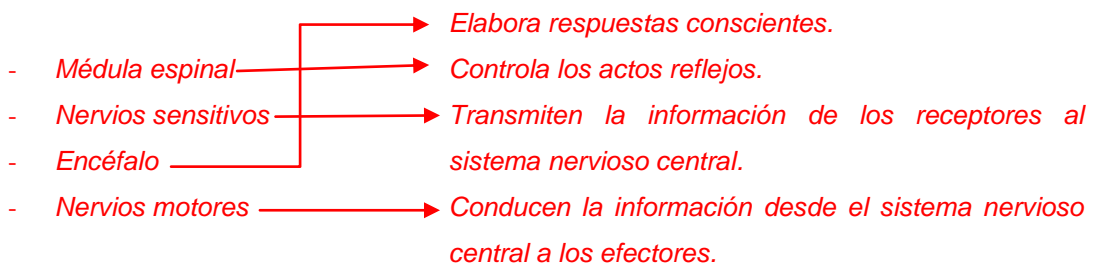 Elabora respuestas conscientes.
- Médula espinal
Controla los actos reflejos.
- Nervios sensitivos
Transmiten la información de los receptores al
- Encéfalo
sistema nervioso central.
- Nervios motores
Conducen la información desde el sistema nervioso
central a los efectores.